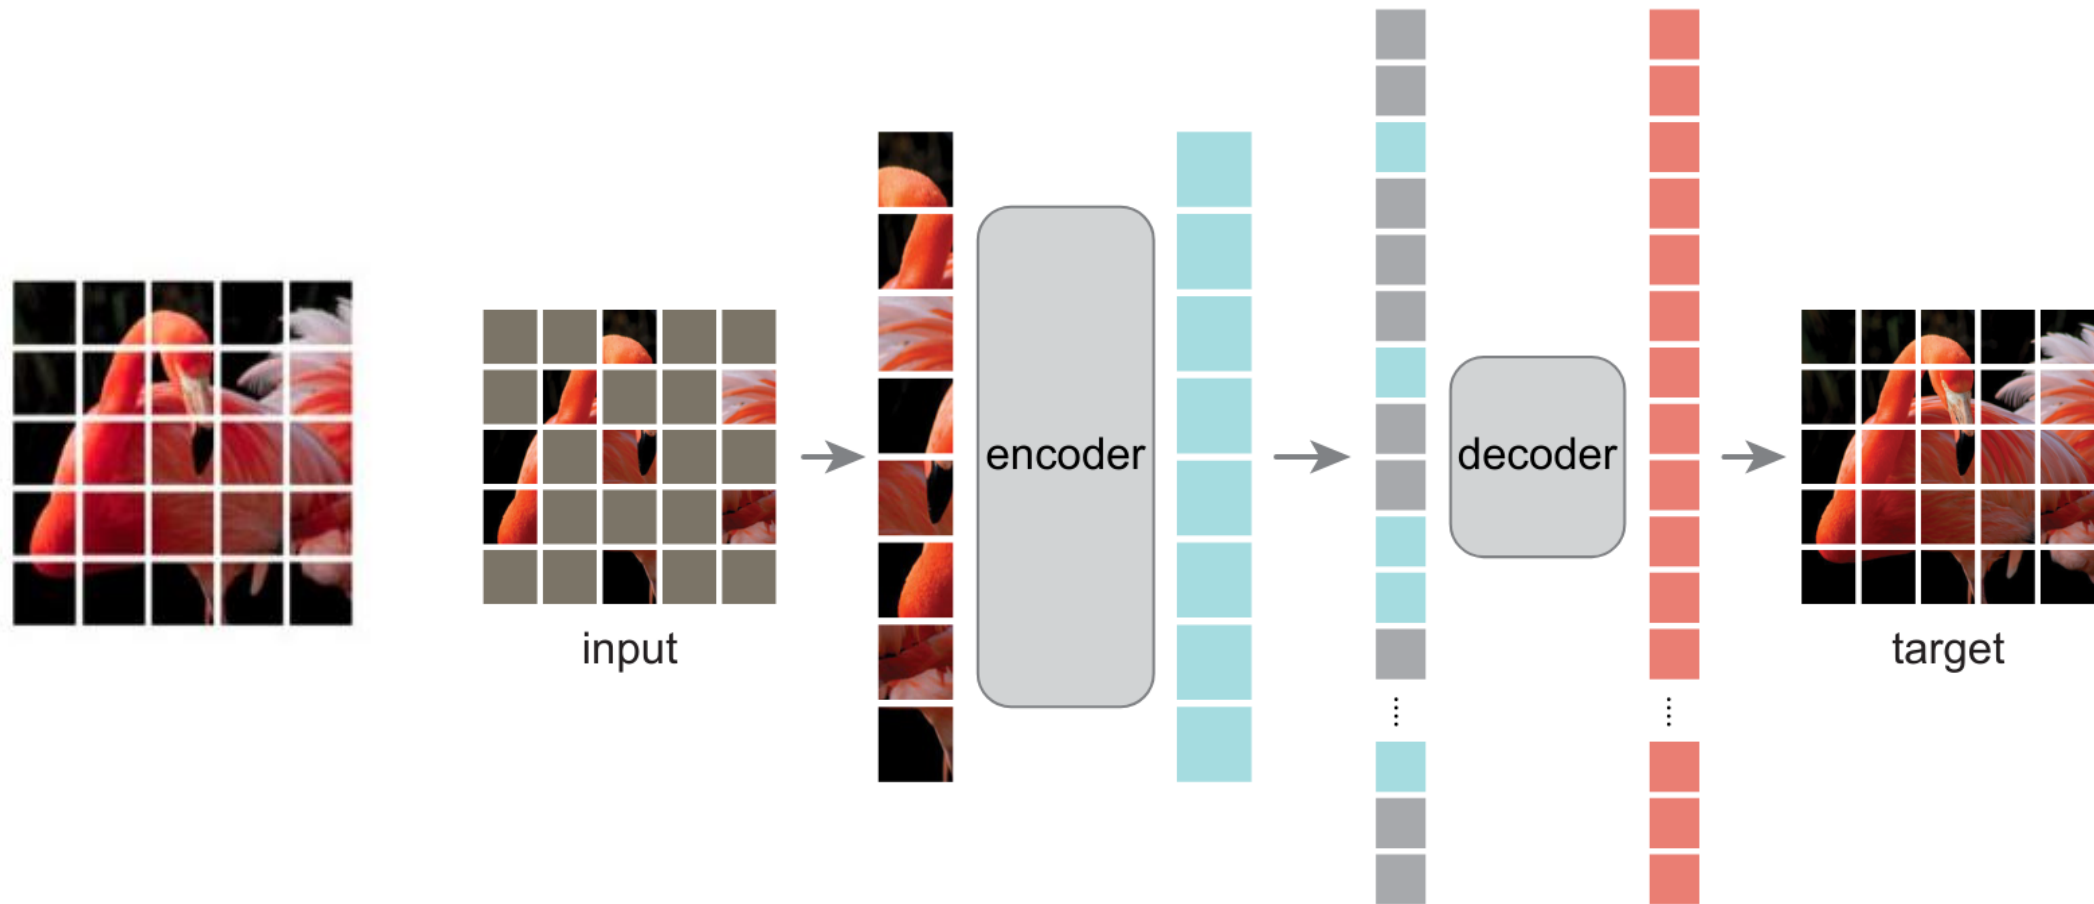 input
encoder
decoder
target